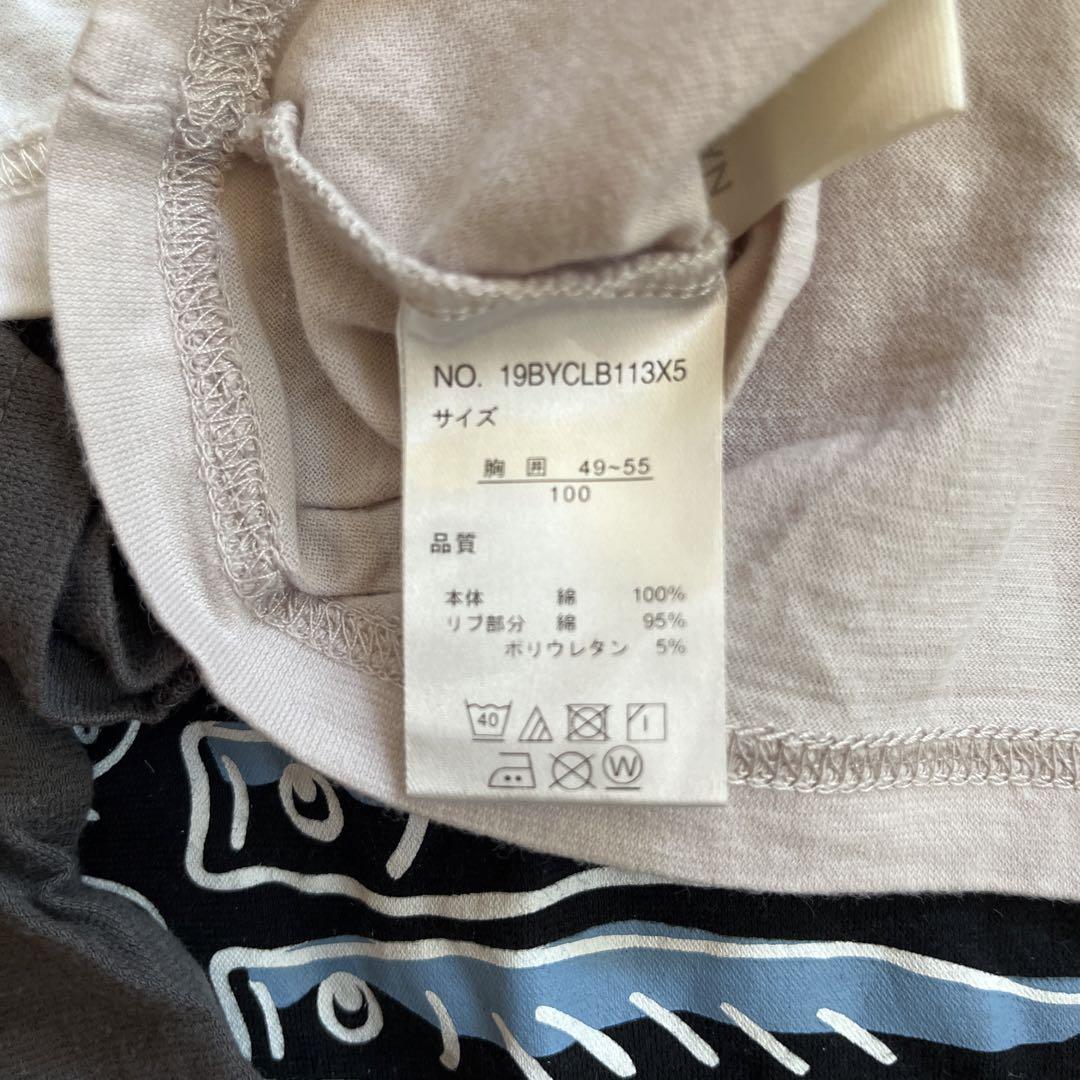 NO. 19BYCLB113X5
サイズ
胸 囲 49~55
100
品質
本体 綿 100%
リブ部分 綿 95%
ポリウレタン 5%
40
W